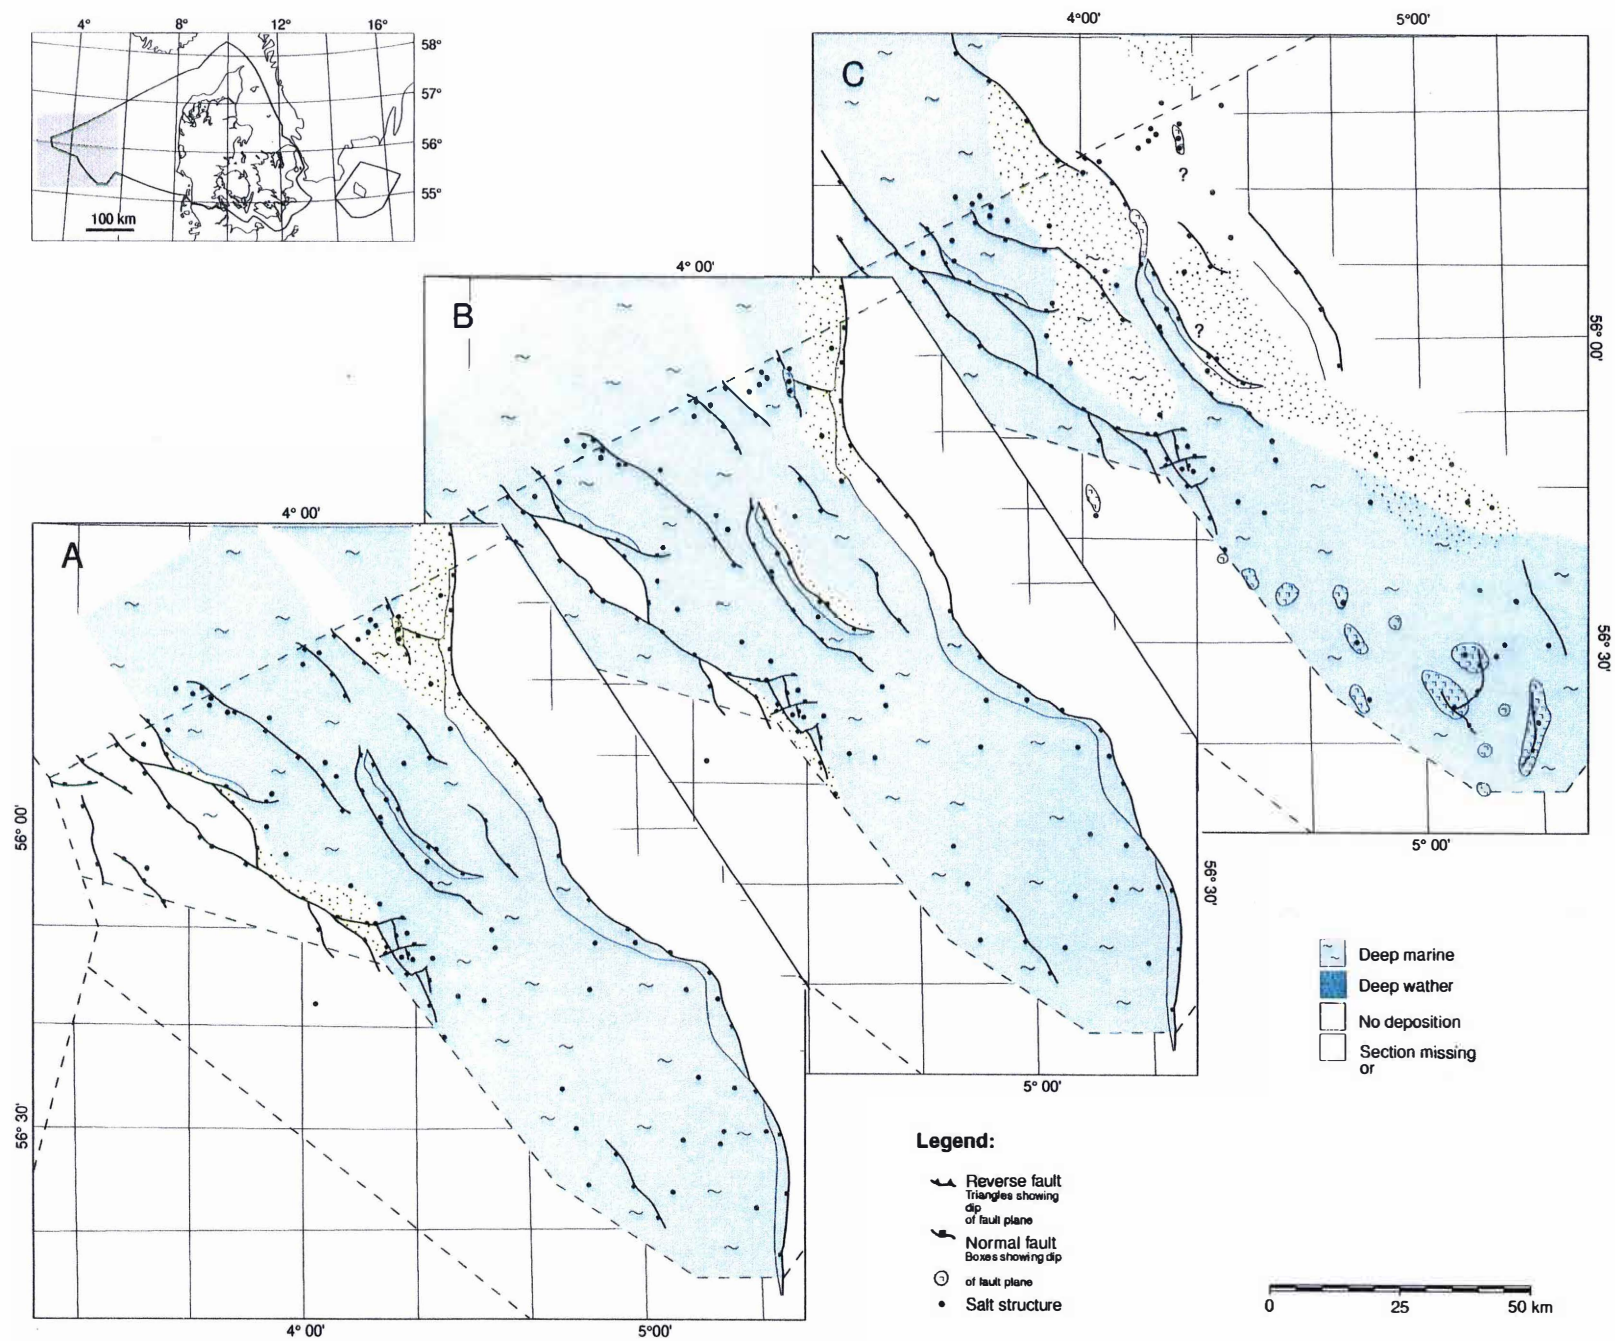 4° 8° 12° 16°
58°
57°
56°
55°
100 km
4°00' 5°00'
C
?
?
56° 00'
56° 30'
5° 00'
4° 00'
B
56° 30'
5° 00'
4° 00'
A
56° 00'
56° 30'
4° 00' 5°00'
Deep marine
Deep wather
No deposition
Section missing
or
Legend:
Reverse fault
Triangles showing
dip
of fault plane
Normal fault
Boxes showing dip
of fault plane
Salt structure
0 25 50 km